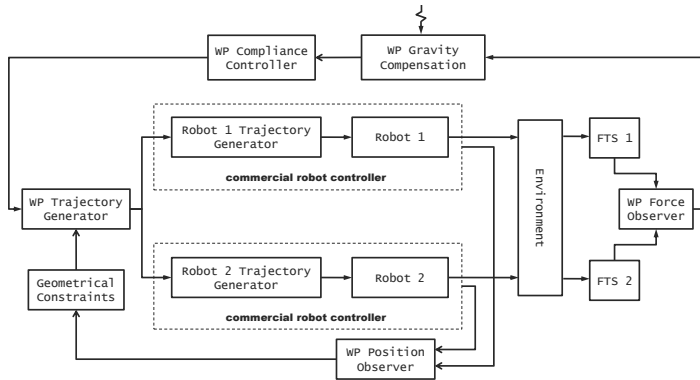 WP Compliance
Controller
WP Gravity
Compensation
Robot 1 Trajectory
Generator
Robot 1
commercial robot controller
FTS 1
Environment
WP Trajectory
Generator
WP Force
Observer
Robot 2 Trajectory
Generator
Robot 2
commercial robot controller
FTS 2
Geometrical
Constraints
WP Position
Observer